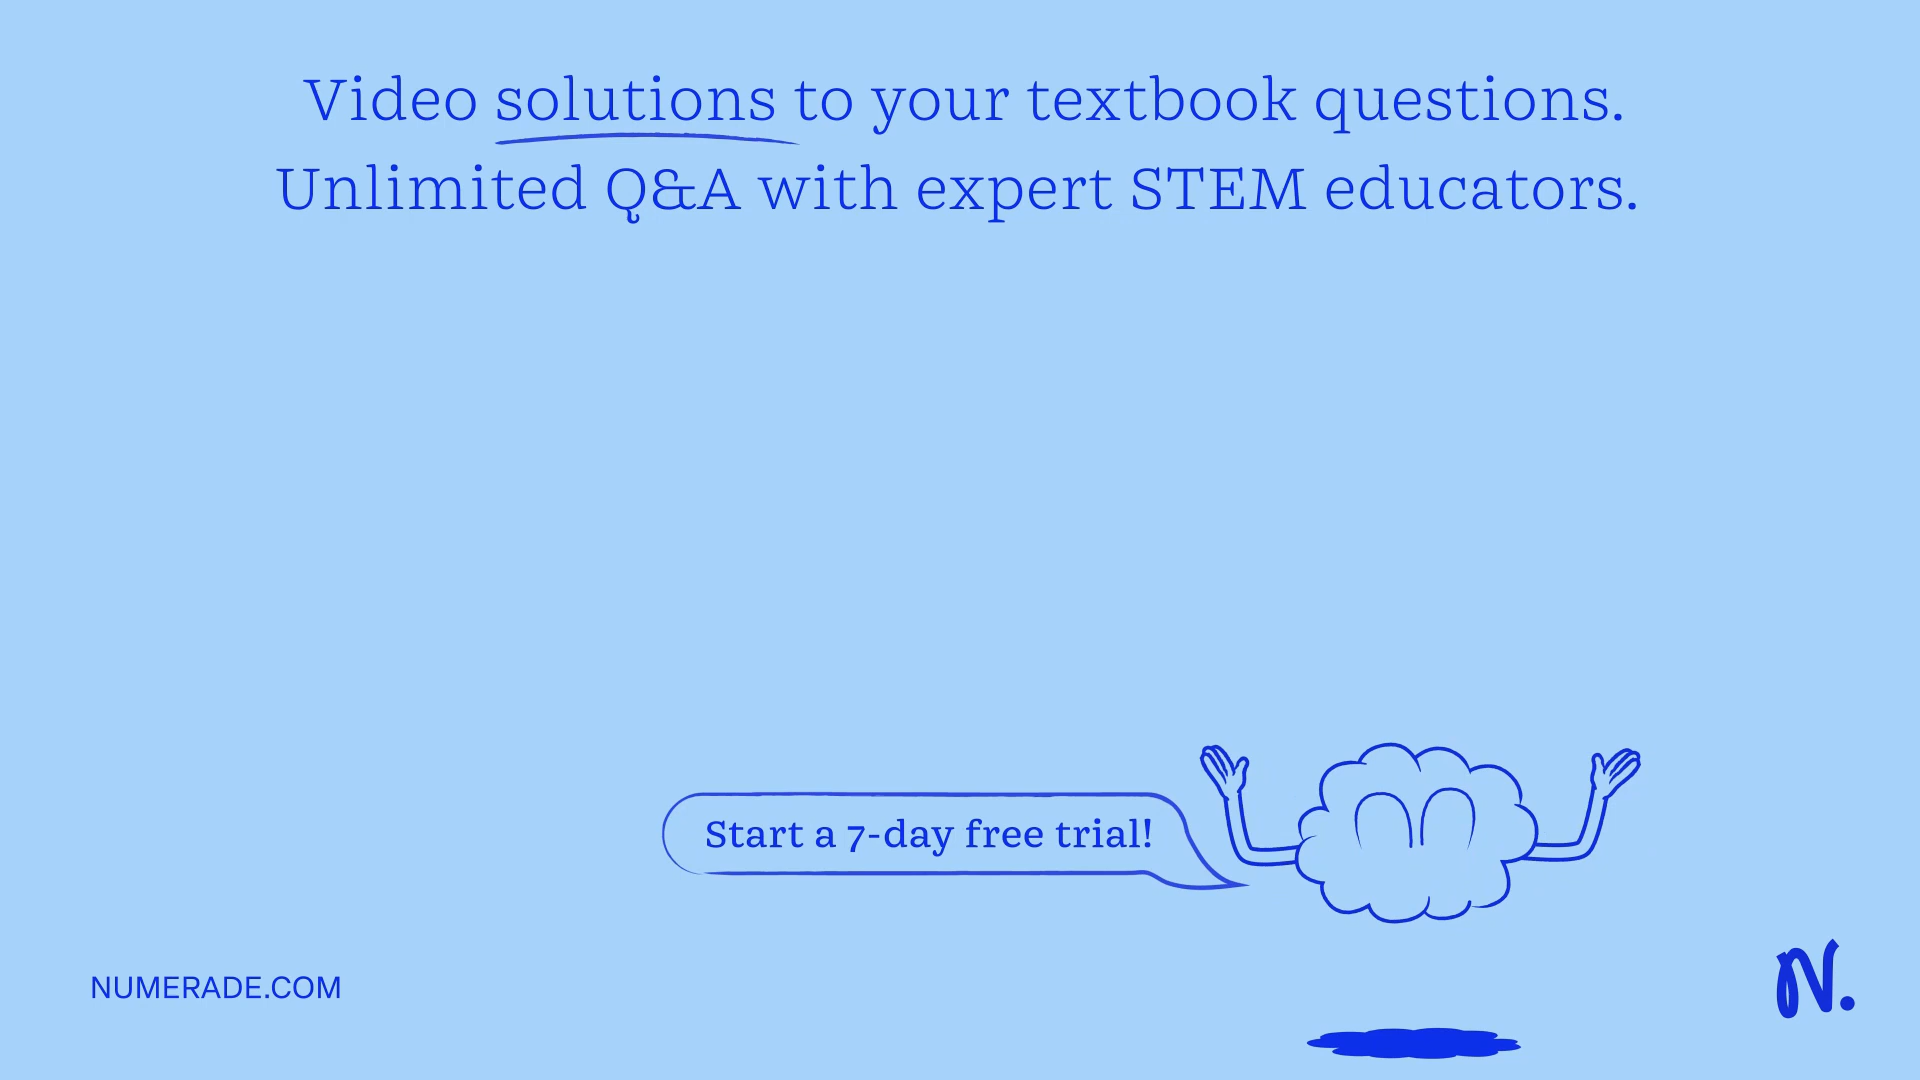 Video solutions to your textbook questions.
Unlimited Q&A with expert STEM educators.
Start a 7-day free trial!
NUMERADE.COM
N.